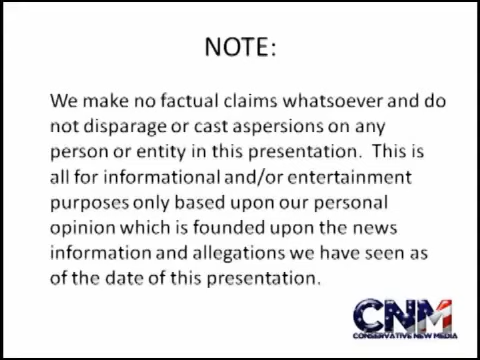 NOTE:
We make no factual claims whatsoever and do
not disparage or cast aspersions on any
person or entity in this presentation.  This is
all for informational and/or entertainment
purposes only based upon our personal
opinion which is founded upon the news
information and allegations we have seen as
of the date of this presentation.
CNM
CONSERVATIVE NEW MEDIA